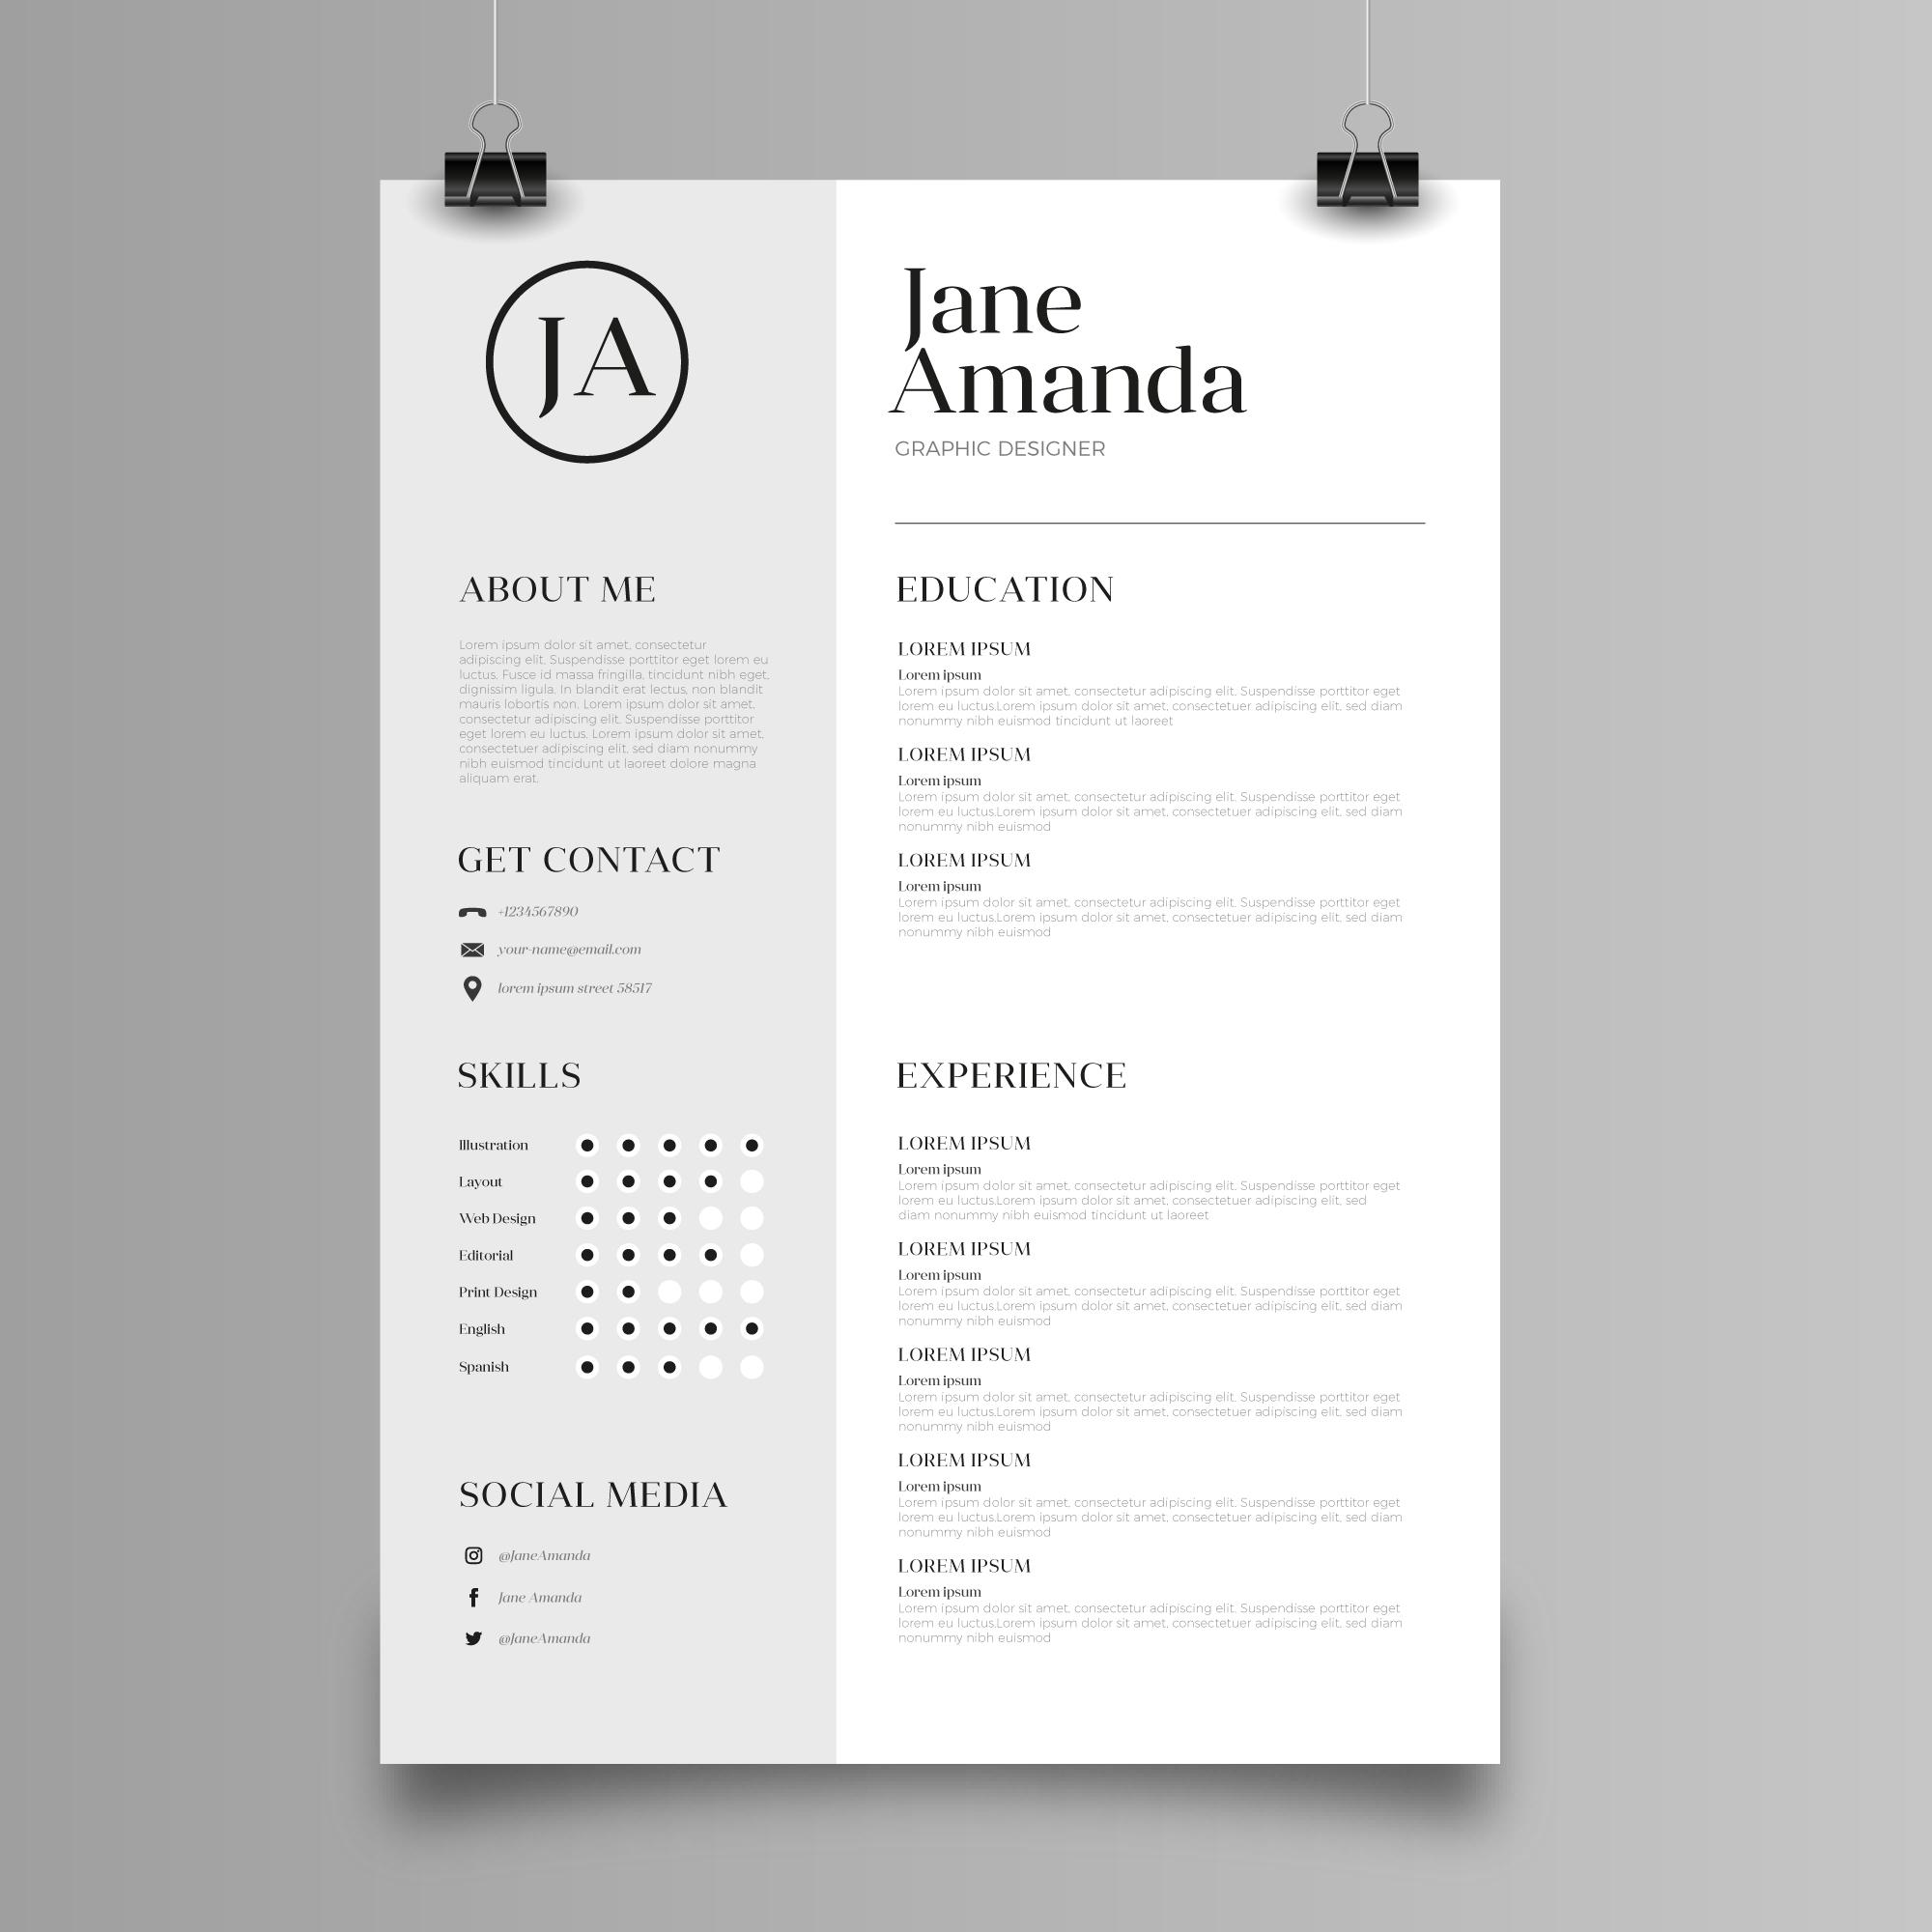 JA
ABOUT ME
Lorem ipsum dolor sit amet, consectetur
adipiscing elit. Suspendisse porttitor eget lorem eu
luctus. Fusce id massa fringilla, tincidunt nibh eget,
dignissim ligula. In blandit erat lectus, non blandit
mauris lobortis non. Lorem ipsum dolor sit amet,
consectetur adipiscing elit. Suspendisse porttitor
eget lorem eu luctus. Lorem ipsum dolor sit amet,
consectetuer adipiscing elit, sed diam nonummy
nibh euismod tincidunt ut laoreet dolore magna
aliquam erat.
GET CONTACT
+1234567890
your-name@email.com
lorem ipsum street 58517
SKILLS
Illustration
Layout
Web Design
Editorial
Print Design
English
Spanish
SOCIAL MEDIA
@JaneAmanda
Jane Amanda
@JaneAmanda
Jane
Amanda
GRAPHIC DESIGNER
EDUCATION
LOREM IPSUM
Lorem ipsum
Lorem ipsum dolor sit amet, consectetur adipiscing elit. Suspendisse porttitor eget
lorem eu luctus.Lorem ipsum dolor sit amet, consectetuer adipiscing elit, sed diam
nonummy nibh euismod tincidunt ut laoreet
LOREM IPSUM
Lorem ipsum
Lorem ipsum dolor sit amet, consectetur adipiscing elit. Suspendisse porttitor eget
lorem eu luctus.Lorem ipsum dolor sit amet, consectetuer adipiscing elit, sed diam
nonummy nibh euismod
LOREM IPSUM
Lorem ipsum
Lorem ipsum dolor sit amet, consectetur adipiscing elit. Suspendisse porttitor eget
lorem eu luctus.Lorem ipsum dolor sit amet, consectetuer adipiscing elit, sed diam
nonummy nibh euismod
EXPERIENCE
LOREM IPSUM
Lorem ipsum
Lorem ipsum dolor sit amet, consectetur adipiscing elit. Suspendisse porttitor eget
lorem eu luctus.Lorem ipsum dolor sit amet, consectetuer adipiscing elit, sed
diam nonummy nibh euismod tincidunt ut laoreet
LOREM IPSUM
Lorem ipsum
Lorem ipsum dolor sit amet, consectetur adipiscing elit. Suspendisse porttitor eget
lorem eu luctus.Lorem ipsum dolor sit amet, consectetuer adipiscing elit, sed diam
nonummy nibh euismod
LOREM IPSUM
Lorem ipsum
Lorem ipsum dolor sit amet, consectetur adipiscing elit. Suspendisse porttitor eget
lorem eu luctus.Lorem ipsum dolor sit amet, consectetuer adipiscing elit, sed diam
nonummy nibh euismod
LOREM IPSUM
Lorem ipsum
Lorem ipsum dolor sit amet, consectetur adipiscing elit. Suspendisse porttitor eget
lorem eu luctus.Lorem ipsum dolor sit amet, consectetuer adipiscing elit, sed diam
nonummy nibh euismod
LOREM IPSUM
Lorem ipsum
Lorem ipsum dolor sit amet, consectetur adipiscing elit. Suspendisse porttitor eget
lorem eu luctus.Lorem ipsum dolor sit amet, consectetuer adipiscing elit, sed diam
nonummy nibh euismod